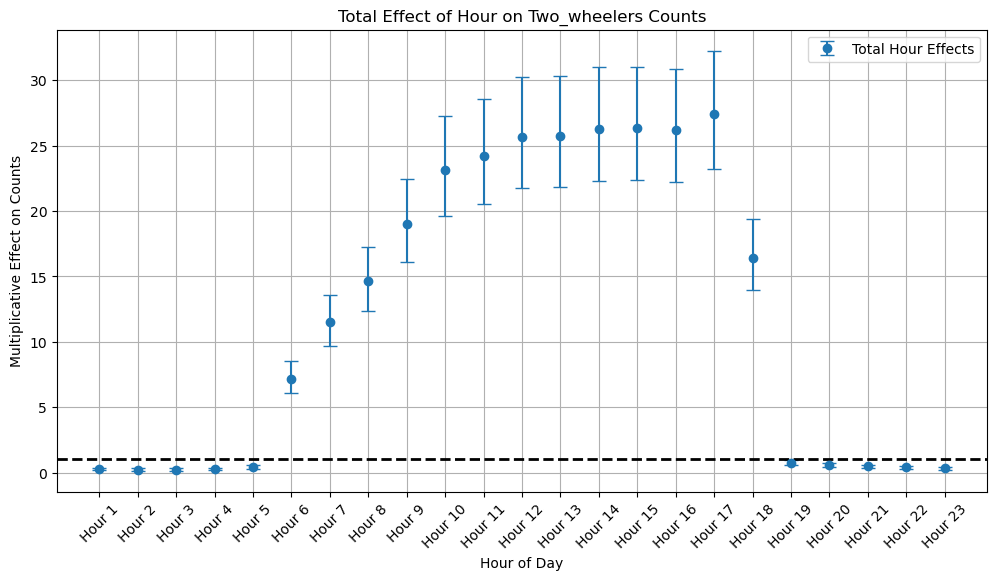 Total Effect of Hour on Two_wheelers Counts
Total Hour Effects
Multiplicative Effect on Counts
30
25
20
15
10
5
0
Hour 1
Hour 2
Hour 3
Hour 4
Hour 5
Hour 6
Hour 7
Hour 8
Hour 9
Hour 10
Hour 11
Hour 12
Hour 13
Hour 14
Hour 15
Hour 16
Hour 17
Hour 18
Hour 19
Hour 20
Hour 21
Hour 22
Hour 23
Hour of Day